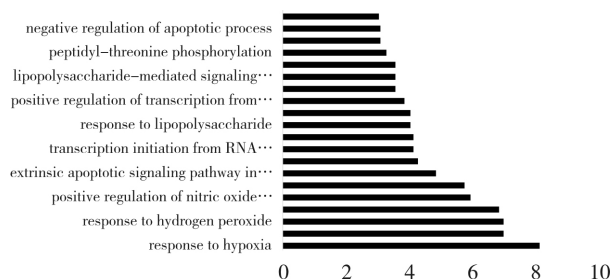 negative regulation of apoptotic process
peptidyl-threonine phosphorylation
lipopolysaccharide-mediated signaling···
positive regulation of transcription from···
response to lipopolysaccharide
transcription initiation from RNA···
extrinsic apoptotic signaling pathway in···
positive regulation of nitric oxide···
response to hydrogen peroxide
response to hypoxia
0 2 4 6 8 10